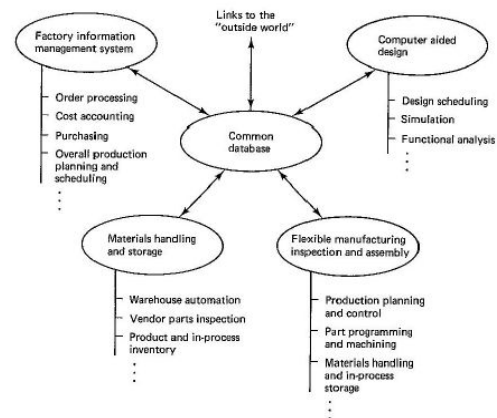 Links to the
"outside world"
Factory information
management system
Order processing
Cost accounting
Purchasing
Overall production
planning and
scheduling
Computer aided
design
Design scheduling
Simulation
Functional analysis
Common
database
Materials handling
and storage
Warehouse automation
Vendor parts inspection
Product and in-process
inventory
Flexible manufacturing
inspection and assembly
Production planning
and control
Part programming
and machining
Materials handling
and in-process
storage